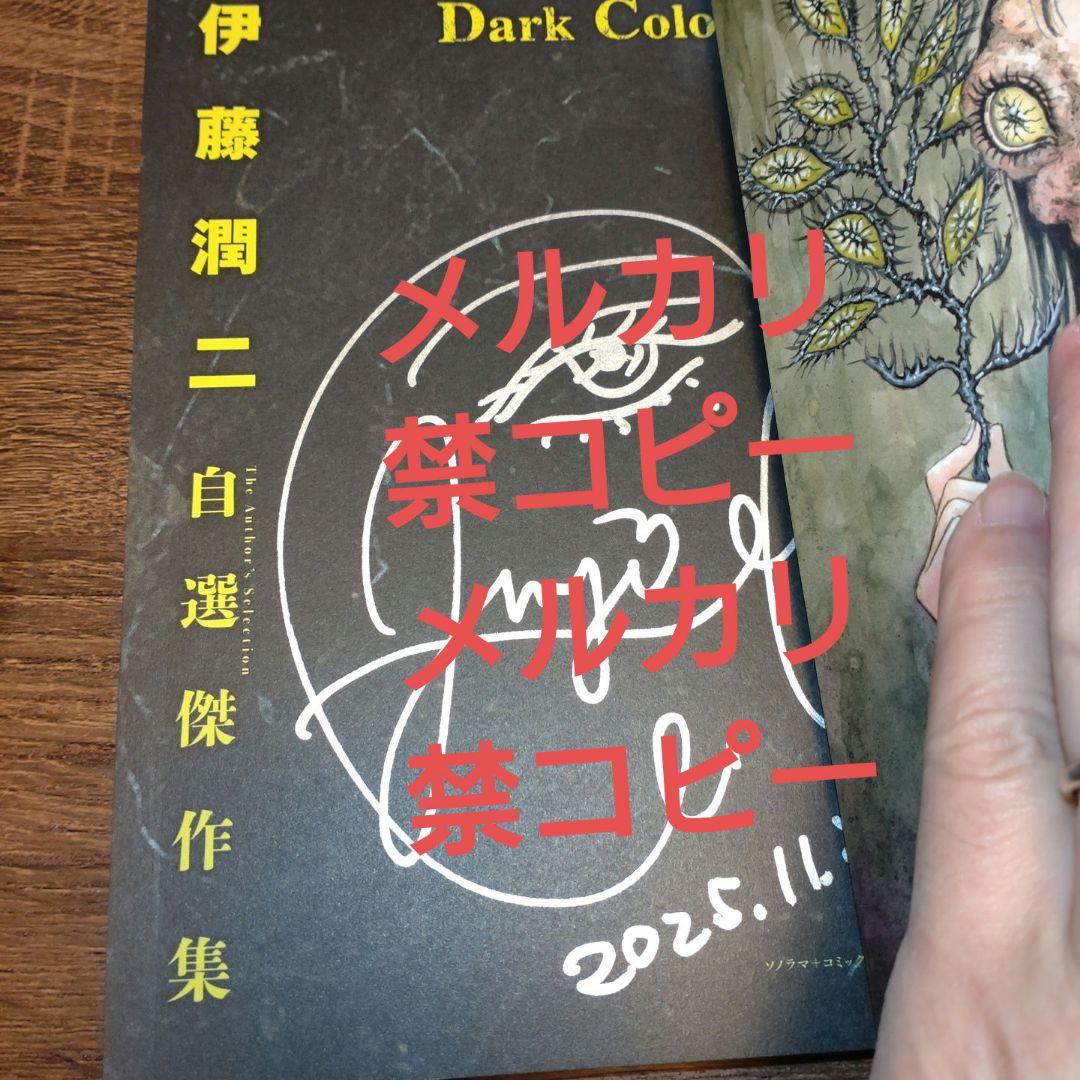 Dark Colo
伊藤潤二自選傑作集
The Author's Selection
メルカリ
禁コピー
メルカリ
禁コピー
Junji
2025.11.
ソノラマ+コミック